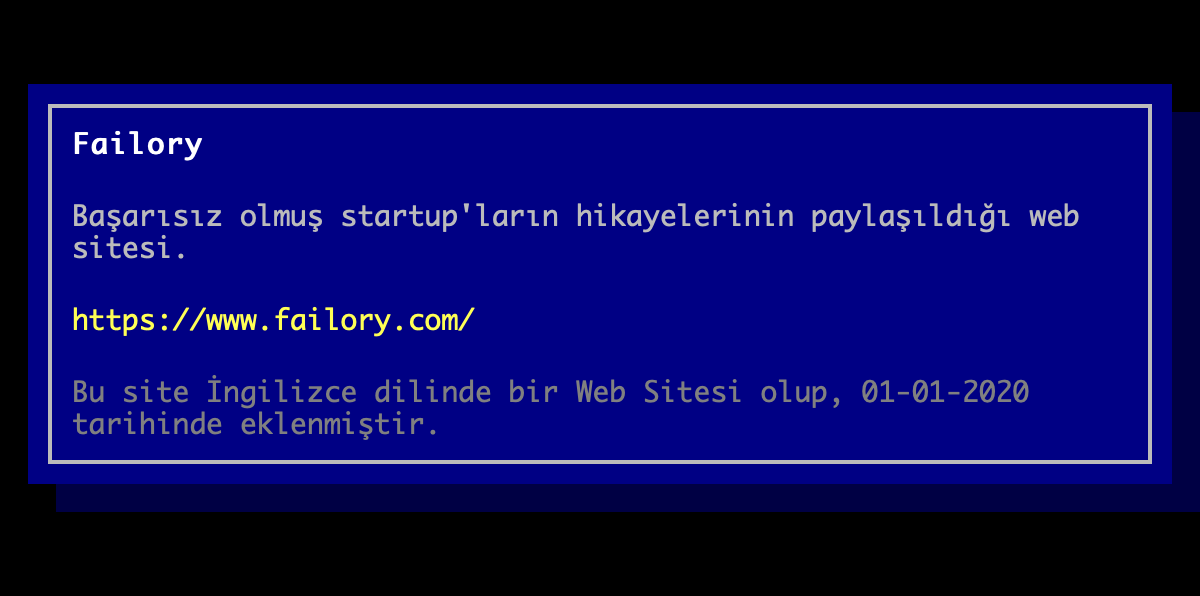 Failory
Başarısız olmuş startup'ların hikayelerinin paylaşıldığı web
sitesi.
https://www.failory.com/
Bu site İngilizce dilinde bir Web Sitesi olup, 01-01-2020
tarihinde eklenmiştir.